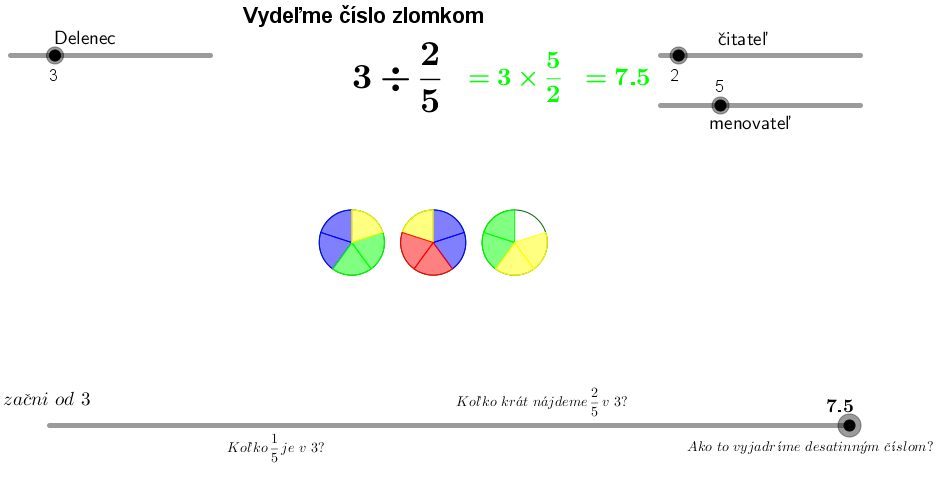 Vydeľme číslo zlomkom
Delenec
3
3 ÷ 2/5 = 3 × 5/2 = 7.5
čitateľ
2
5
menovateľ
začni od 3
Koľko krát nájdeme 2/5 v 3?
7.5
Koľko 1/5 je v 3?
Ako to vyjadríme desatinným číslom?